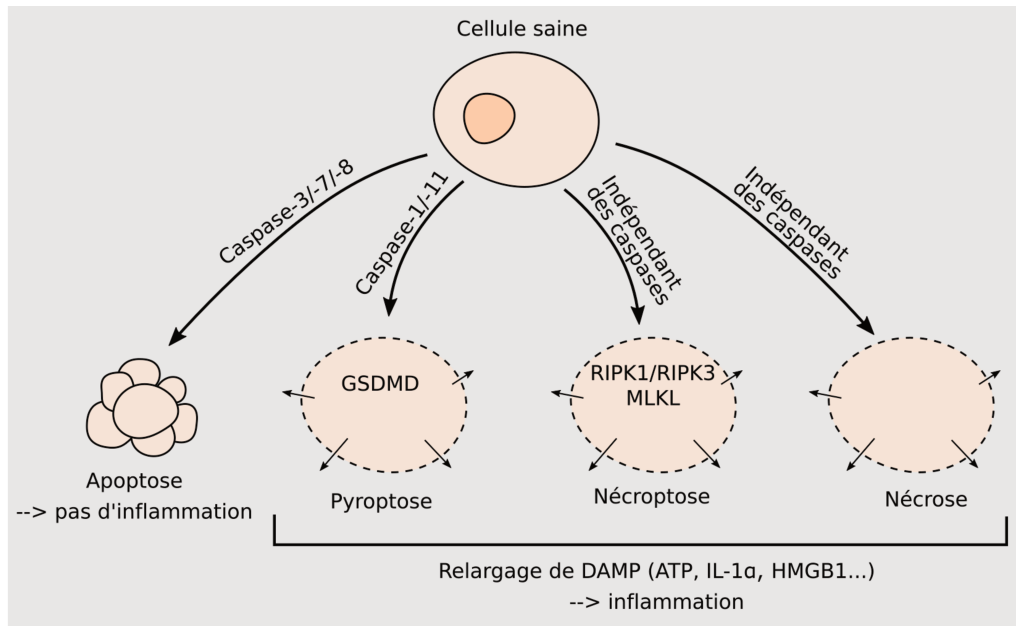 Cellule saine
Caspase-3/-7/-8
Caspase-1/-11
Indépendant
des caspases
Indépendant
des caspases
GSDMD
RIPK1/RIPK3
MLKL
Apoptose
--> pas d'inflammation
Pyroptose
Nécroptose
Nécrose
Relargage de DAMP (ATP, IL-1α, HMGB1...)
--> inflammation